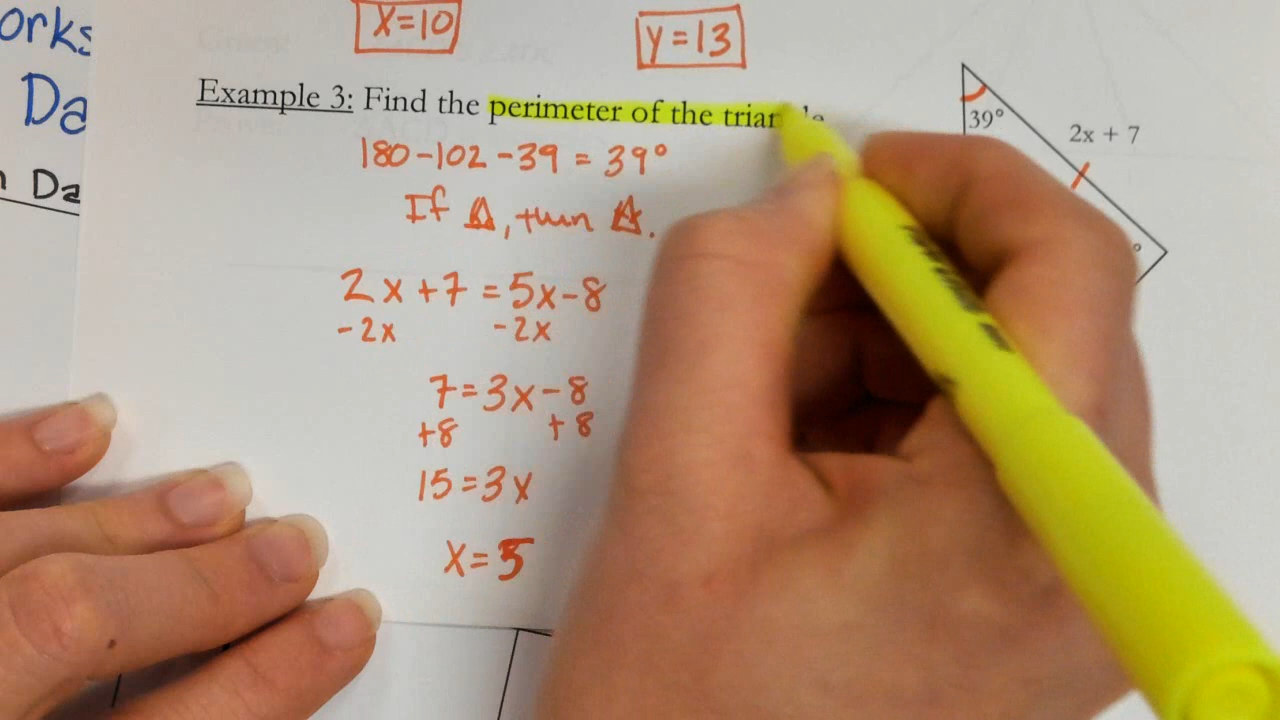 orks
Da
Da
X=10
y=13
Example 3: Find the perimeter of the
180-102-39 = 39°
If △, then △.
2x+7 = 5x-8
-2x -2x
7=3x-8
+8 +8
15=3x
X=5
39°
2x + 7
°